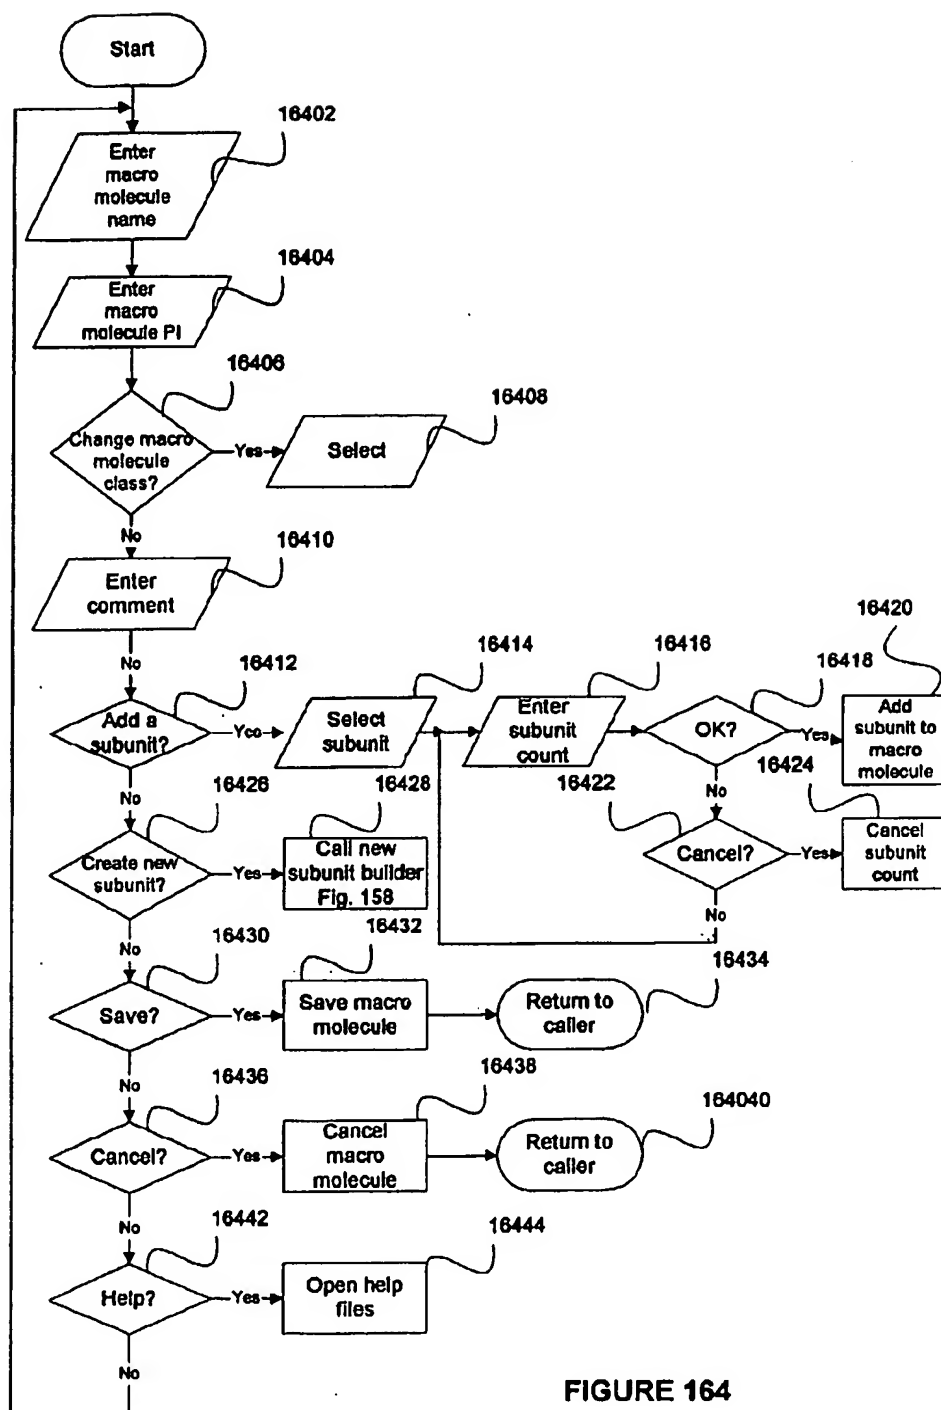 Start
16402
Enter
macro
molecule
name
16404
Enter
macro
molecule PI
16406
16408
Change macro
molecule
class?
Yes
Select
No
16410
Enter
comment
16420
No
16412
16414
16416
16418
Add a
subunit?
Yes
Select
subunit
Enter
subunit
count
OK?
Yes
Add
subunit to
macro
molecule
No
16426
16428
16422
No
16424
Create new
subunit?
Yes
Call new
subunit builder
Fig. 158
Cancel?
Yes
Cancel
subunit
count
No
No
16430
16432
16434
Save?
Yes
Save macro
molecule
Return to
caller
No
16436
16438
164040
Cancel?
Yes
Cancel
macro
molecule
Return to
caller
No
16442
16444
Help?
Yes
Open help
files
No
FIGURE 164